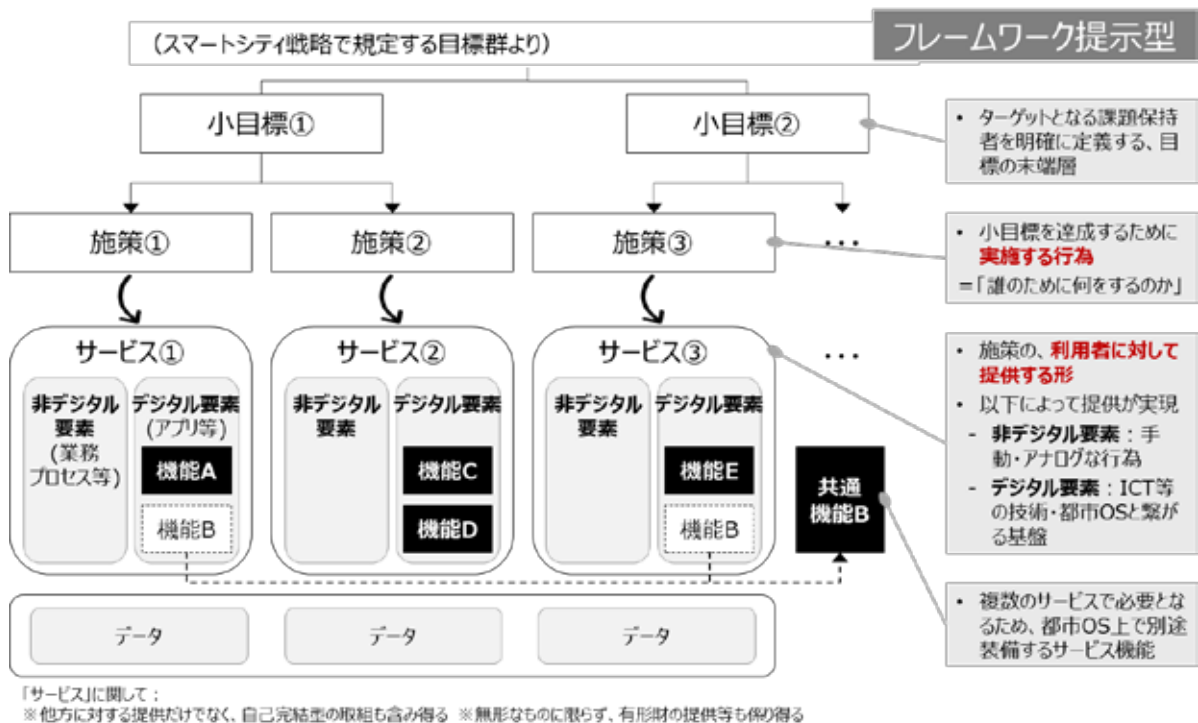 フレームワーク提示型
(スマートシティ戦略で規定する目標群より)
小目標①
小目標②
・ ターゲットとなる課題保持
者を明確に定義する、目
標の末端層
施策①
施策②
施策③
…
・ 小目標を達成するために
実施する行為
=「誰のために何をするのか」
サービス①
非デジタル
要素
(業務
プロセス等)
デジタル要素
(アプリ等)
機能A
機能B
サービス②
非デジタル
要素
デジタル要素
機能C
機能D
サービス③
非デジタル
要素
デジタル要素
機能E
機能B
…
共通
機能B
・ 施策の、利用者に対して
提供する形
・ 以下によって提供が実現
- 非デジタル要素:手
動・アナログな行為
- デジタル要素:ICT等
の技術・都市OSと繋が
る基盤
・ 複数のサービスで必要とな
るため、都市OS上で別途
装備するサービス機能
データ
データ
データ
「サービス」に関して;
※他方に対する提供だけでなく、自己完結型の取組も含み得る ※無形なものに限らず、有形財の提供等も係り得る